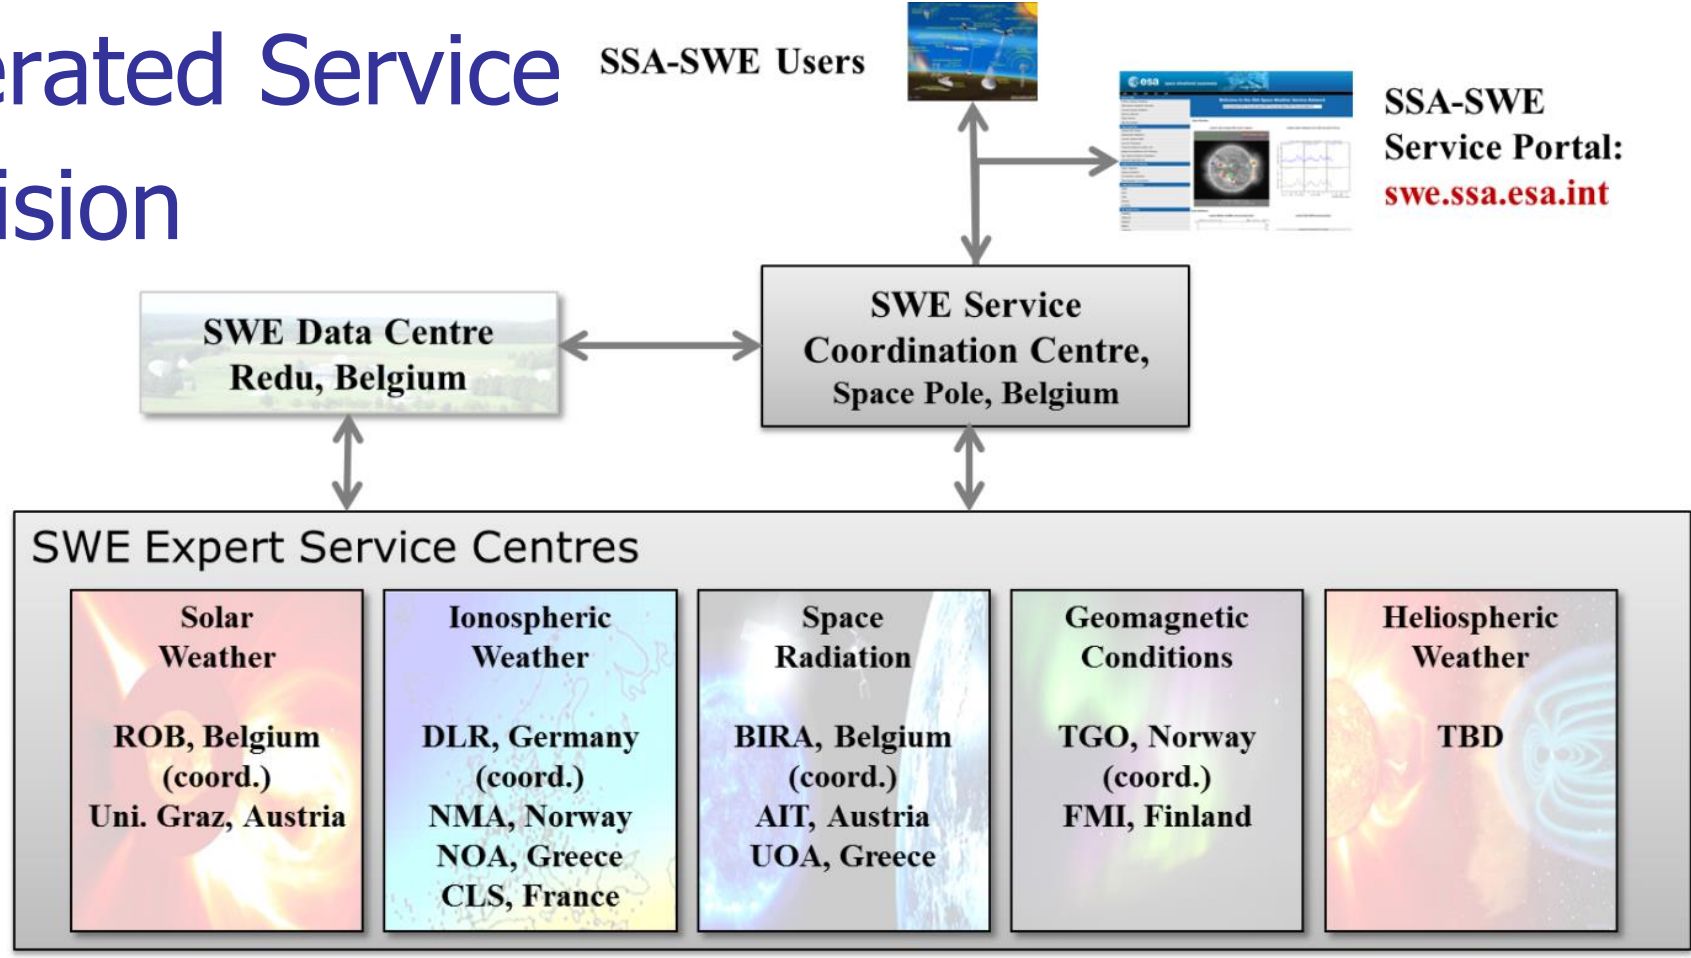 erated Service
ision
SSA-SWE Users
esa
SSA-SWE
Service Portal:
swe.ssa.esa.int
SWE Data Centre
Redu, Belgium
SWE Service
Coordination Centre,
Space Pole, Belgium
SWE Expert Service Centres
Solar
Weather
ROB, Belgium
(coord.)
Uni. Graz, Austria
Ionospheric
Weather
DLR, Germany
(coord.)
NMA, Norway
NOA, Greece
CLS, France
Space
Radiation
BIRA, Belgium
(coord.)
AIT, Austria
UOA, Greece
Geomagnetic
Conditions
TGO, Norway
(coord.)
FMI, Finland
Heliospheric
Weather
TBD